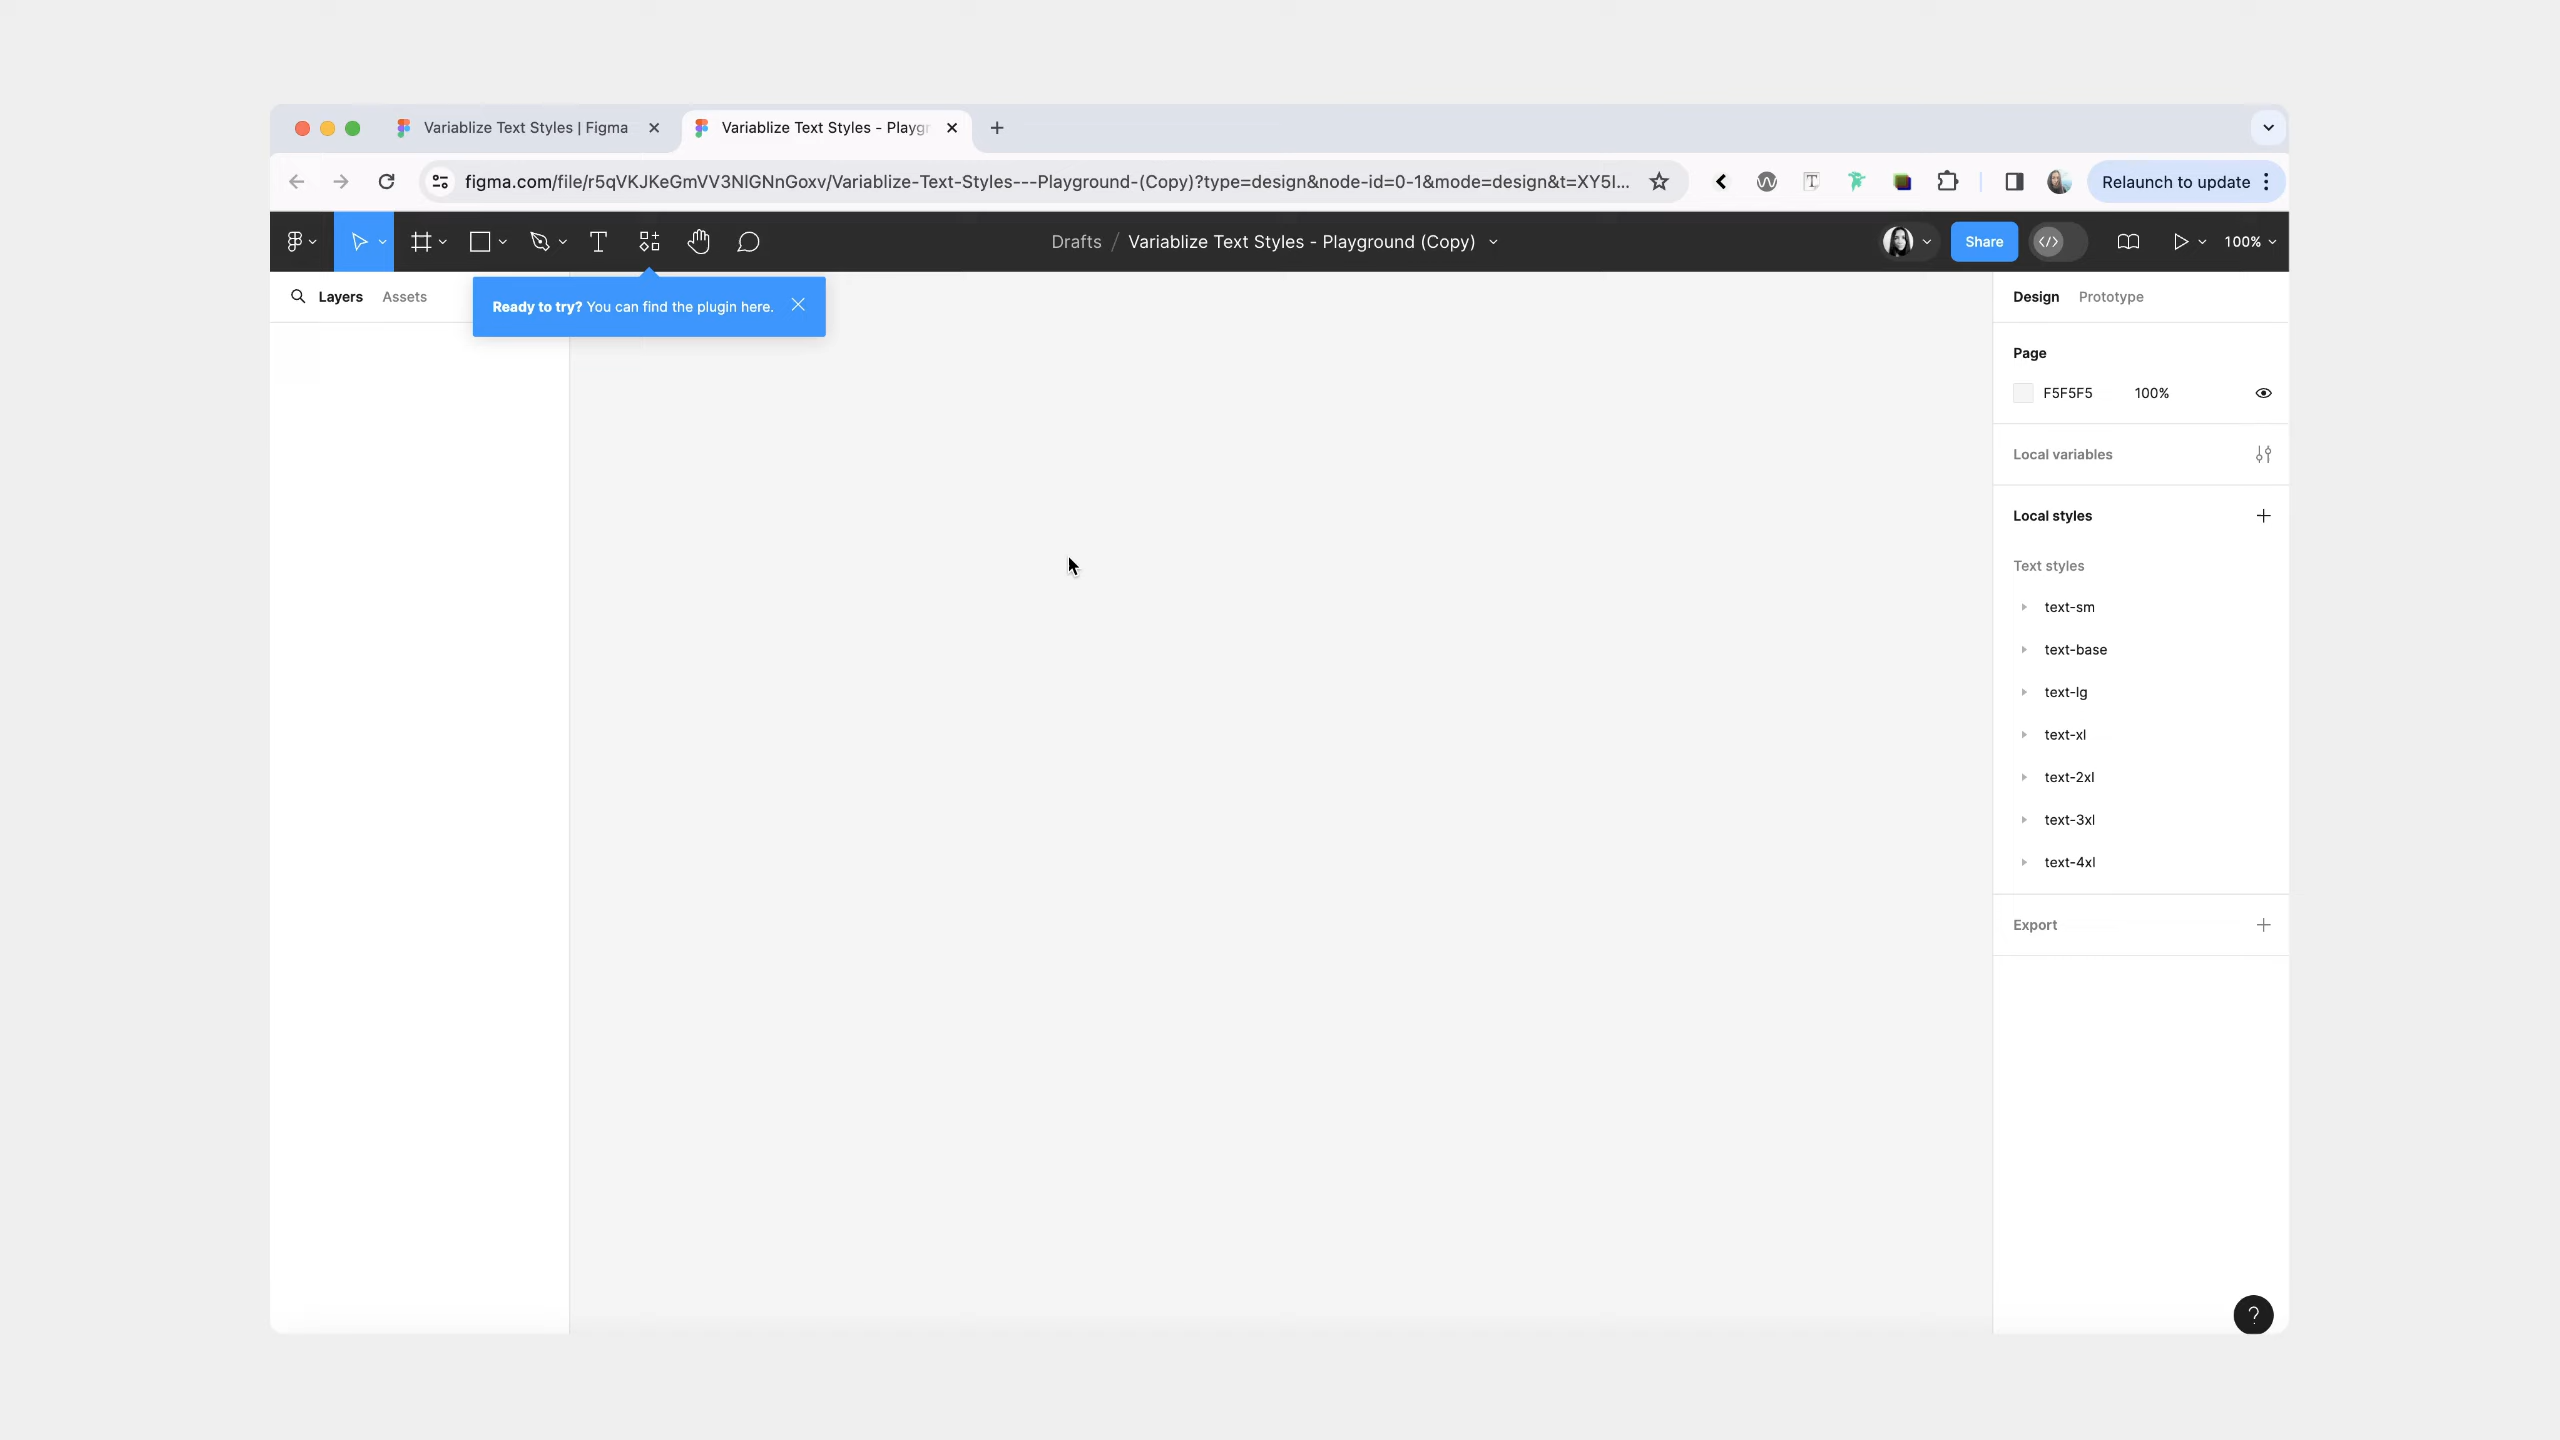 Variablize Text Styles | Figma
Variablize Text Styles - Playgr
figma.com/file/r5qVKJKeGmVV3NlGNnGoxv/Variablize-Text-Styles---Playground-(Copy)?type=design&node-id=0-1&mode=design&t=XY5I...
Relaunch to update
Drafts / Variablize Text Styles - Playground (Copy)
Share
100%
Layers
Assets
Ready to try? You can find the plugin here.
Design
Prototype
Page
F5F5F5
100%
Local variables
Local styles
Text styles
text-sm
text-base
text-lg
text-xl
text-2xl
text-3xl
text-4xl
Export
?